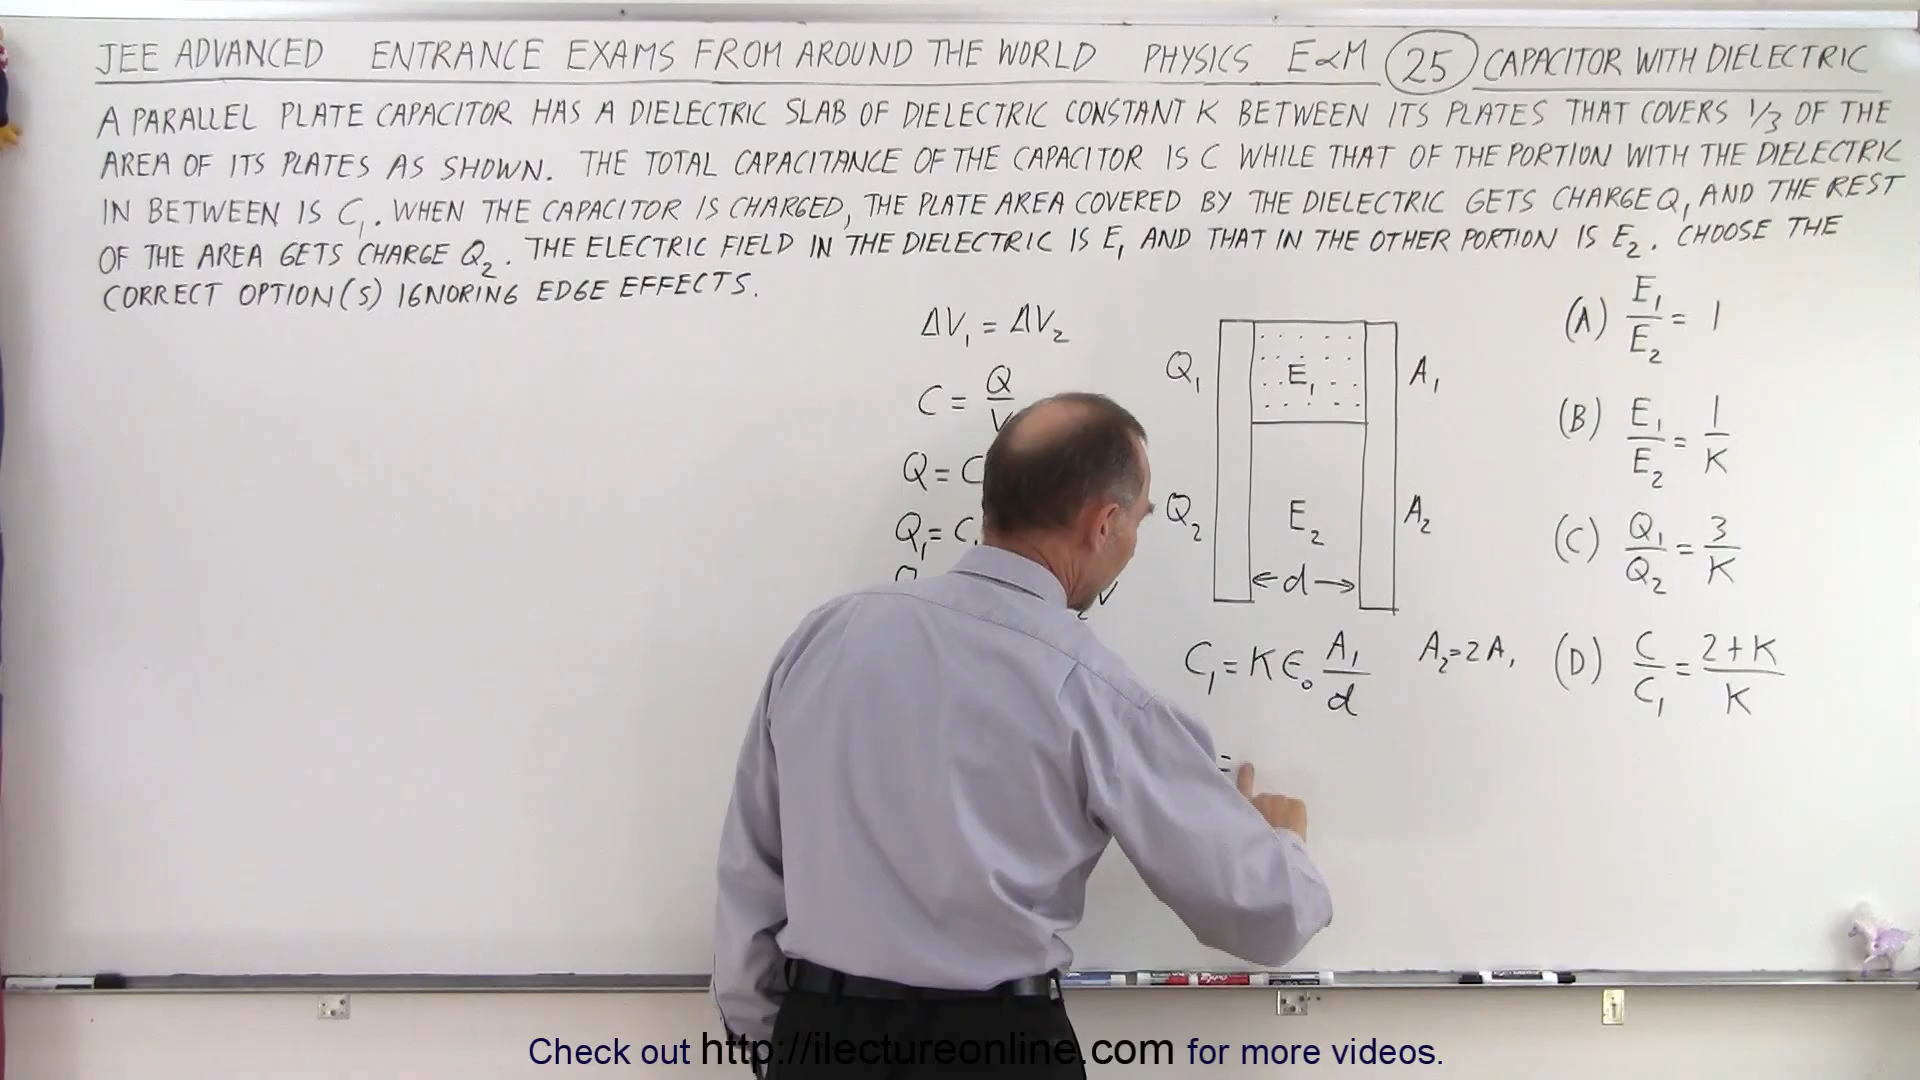 JEE ADVANCED ENTRANCE EXAMS FROM AROUND THE WORLD PHYSICS E&M 25 CAPACITOR WITH DIELECTRIC
A PARALLEL PLATE CAPACITOR HAS A DIELECTRIC SLAB OF DIELECTRIC CONSTANT K BETWEEN ITS PLATES THAT COVERS 1/3 OF THE
AREA OF ITS PLATES AS SHOWN. THE TOTAL CAPACITANCE OF THE CAPACITOR IS C WHILE THAT OF THE PORTION WITH THE DIELECTRIC
IN BETWEEN IS C₁. WHEN THE CAPACITOR IS CHARGED, THE PLATE AREA COVERED BY THE DIELECTRIC GETS CHARGE Q₁ AND THE REST
OF THE AREA GETS CHARGE Q₂. THE ELECTRIC FIELD IN THE DIELECTRIC IS E₁ AND THAT IN THE OTHER PORTION IS E₂. CHOOSE THE
CORRECT OPTION(S) IGNORING EDGE EFFECTS.
ΔV₁ = ΔV₂
C = Q/V
Q = C
Q₁ = C
Q₁ E₁ A₁
Q₂ E₂ A₂
←d→
C₁ = K ε₀ A₁/d A₂=2A₁
=
(A) E₁/E₂ = 1
(B) E₁/E₂ = 1/K
(C) Q₁/Q₂ = 3/K
(D) C/C₁ = 2+K/K
Check out http://ilectureonline.com for more videos.